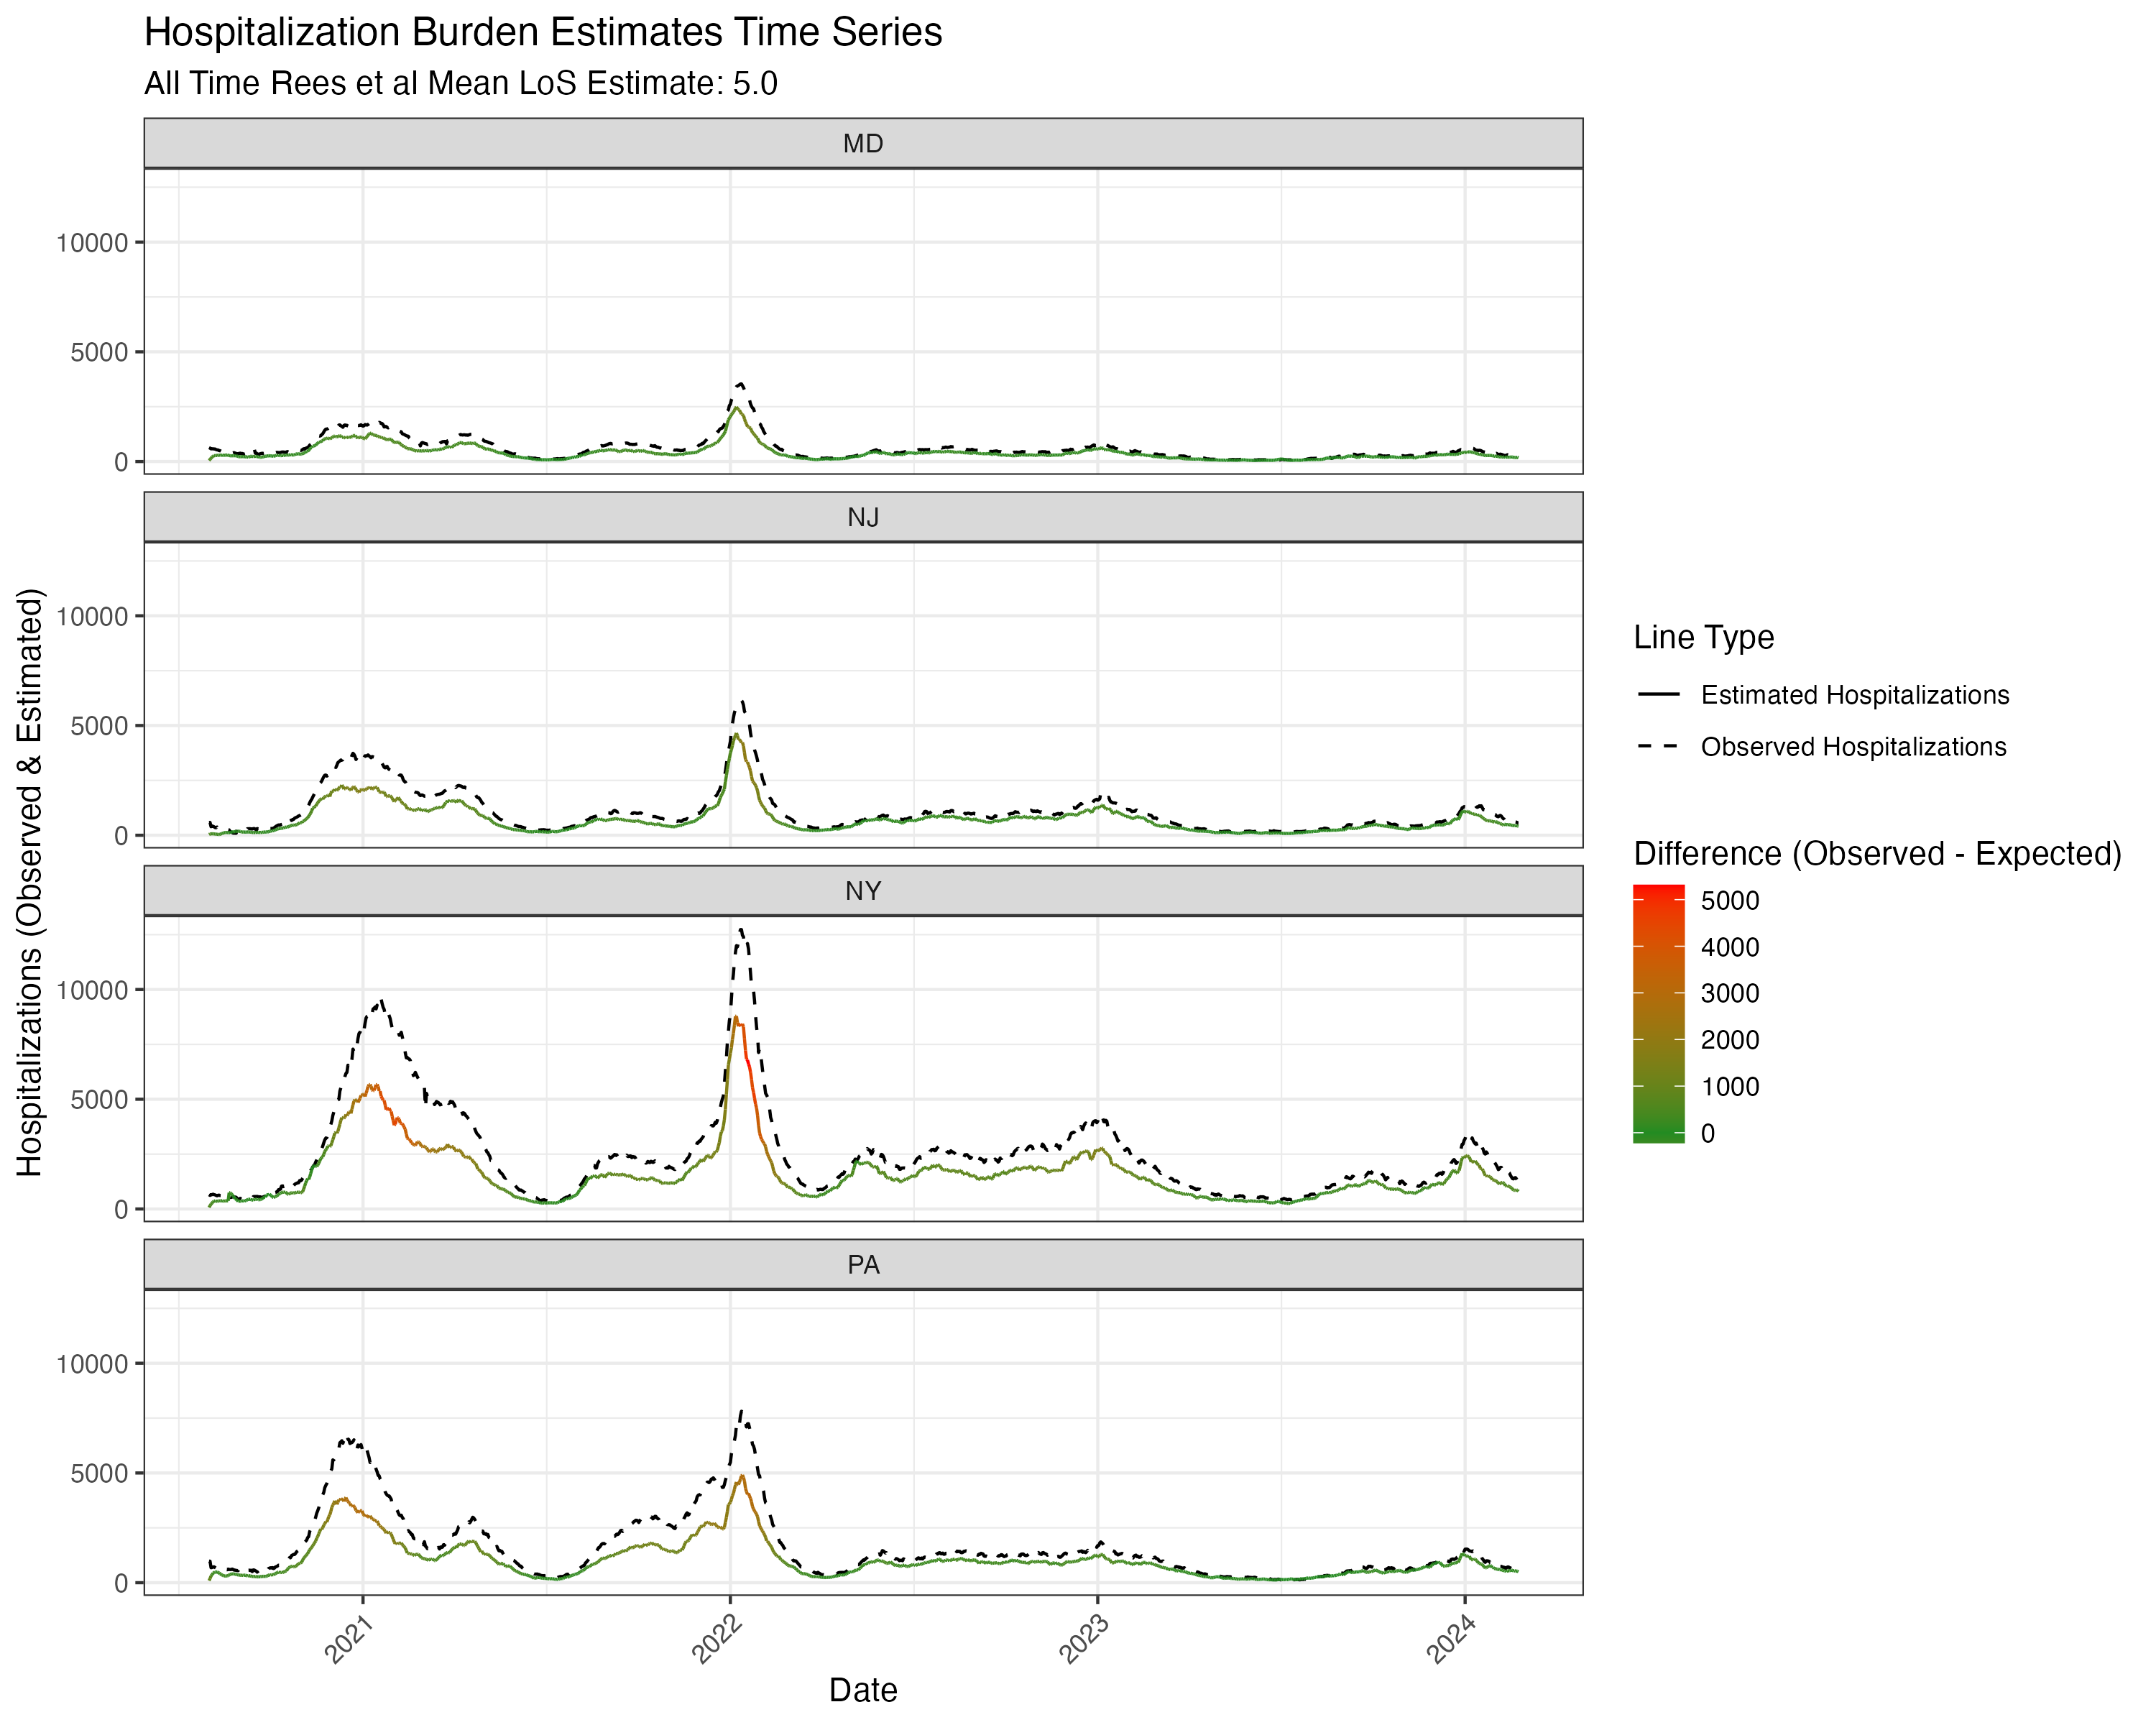 Hospitalization Burden Estimates Time Series
All Time Rees et al Mean LoS Estimate: 5.0
Hospitalizations (Observed & Estimated)
MD
10000
5000
0
NJ
10000
5000
0
NY
10000
5000
0
PA
10000
5000
0
2021
2022
2023
2024
Date
Line Type
Estimated Hospitalizations
Observed Hospitalizations
Difference (Observed - Expected)
5000
4000
3000
2000
1000
0